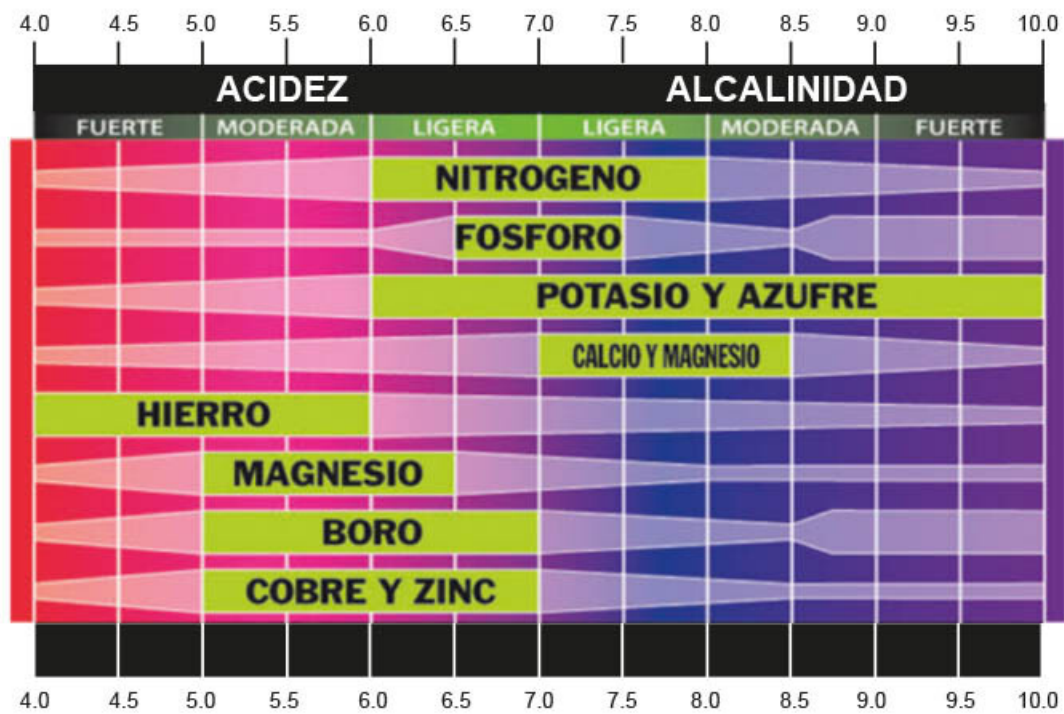 4.0 4.5 5.0 6.0 6.5 7.0 7.5 8.0 8.5 9.0 9.5 10.0
ACIDEZ ALCALINIDAD
FUERTE MODERADA LIGERA LIGERA MODERADA FUERTE
NITROGENO
FOSFORO
POTASIO Y AZUFRE
CALCIO Y MAGNESIO
HIERRO
MAGNESIO
BORO
COBRE Y ZINC
4.0 4.5 5.0 5.5 6.0 6.5 7.0 7.5 8.0 8.5 9.0 9.5 10.0